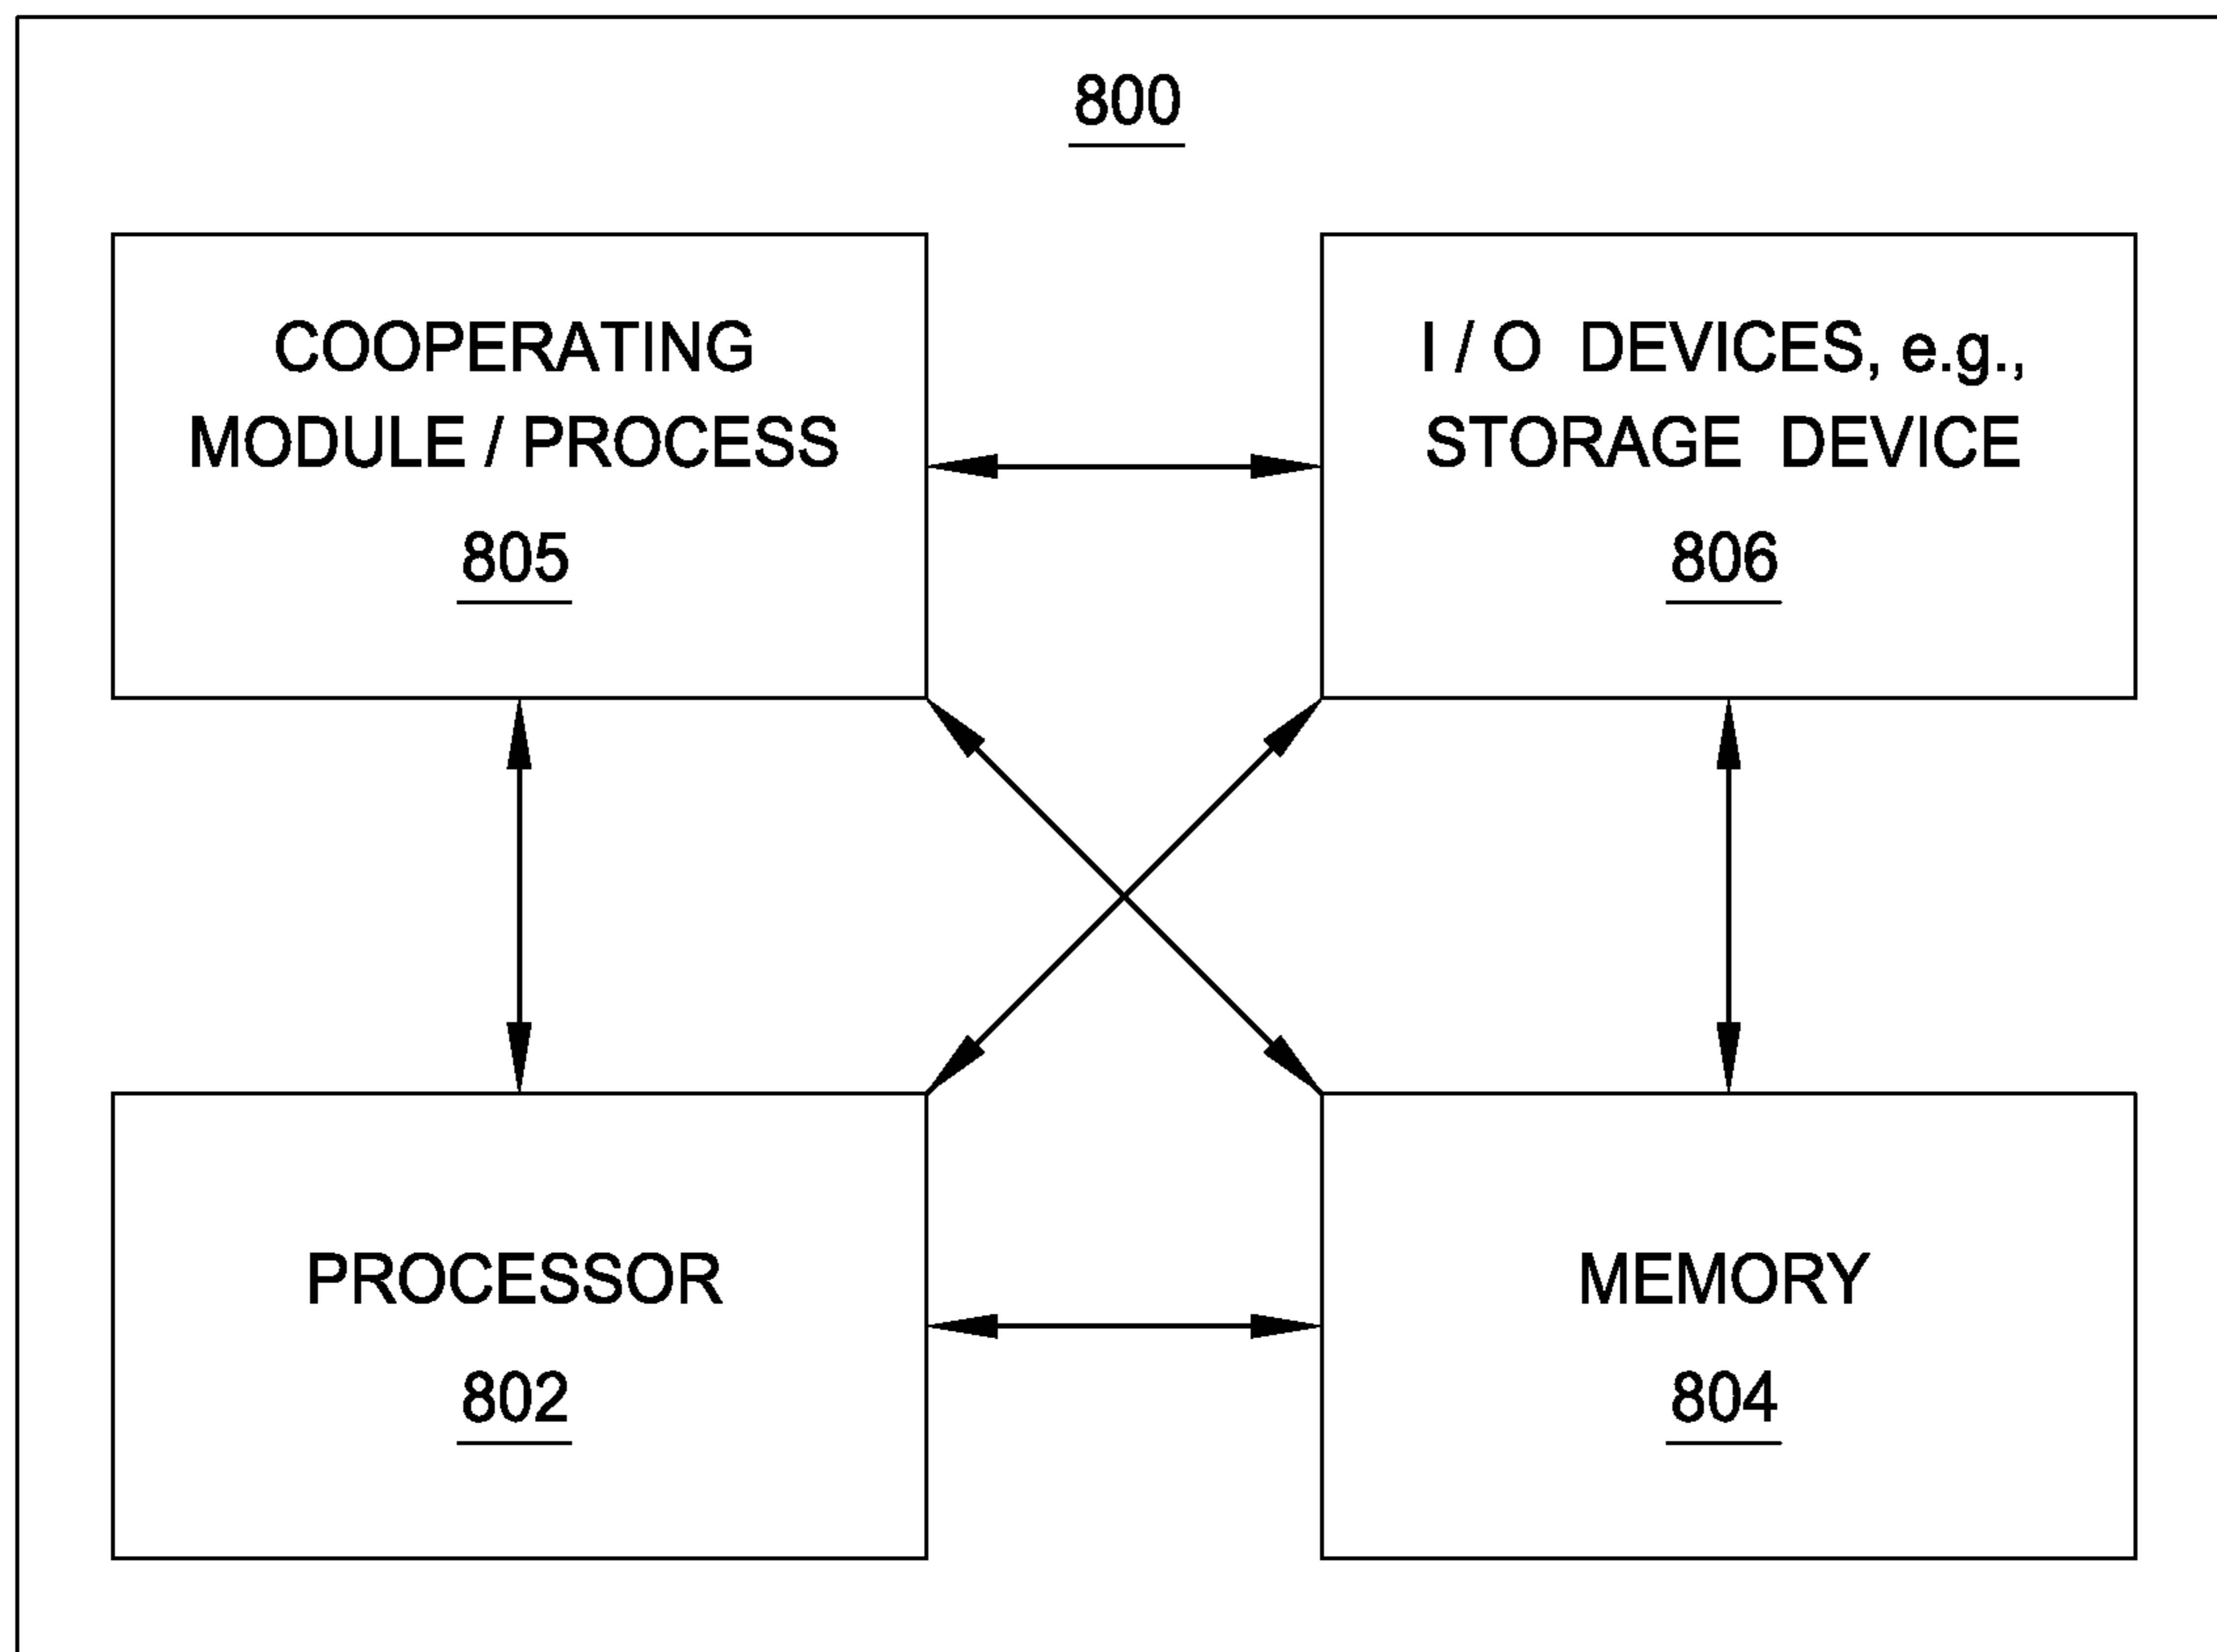 800
COOPERATING
MODULE / PROCESS
805
I / O DEVICES, e.g.,
STORAGE DEVICE
806
PROCESSOR
802
MEMORY
804